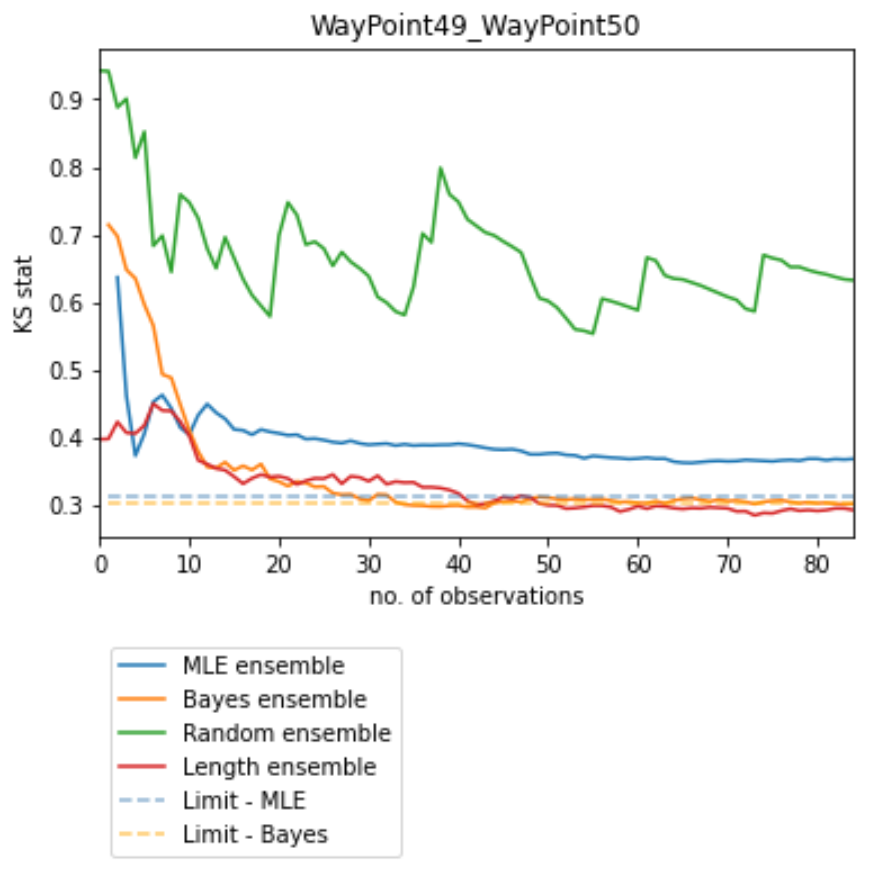 WayPoint49_WayPoint50
KS stat
0.9
0.8
0.7
0.6
0.5
0.4
0.3
0 10 20 30 40 50 60 70 80
no. of observations
MLE ensemble
Bayes ensemble
Random ensemble
Length ensemble
Limit - MLE
Limit - Bayes